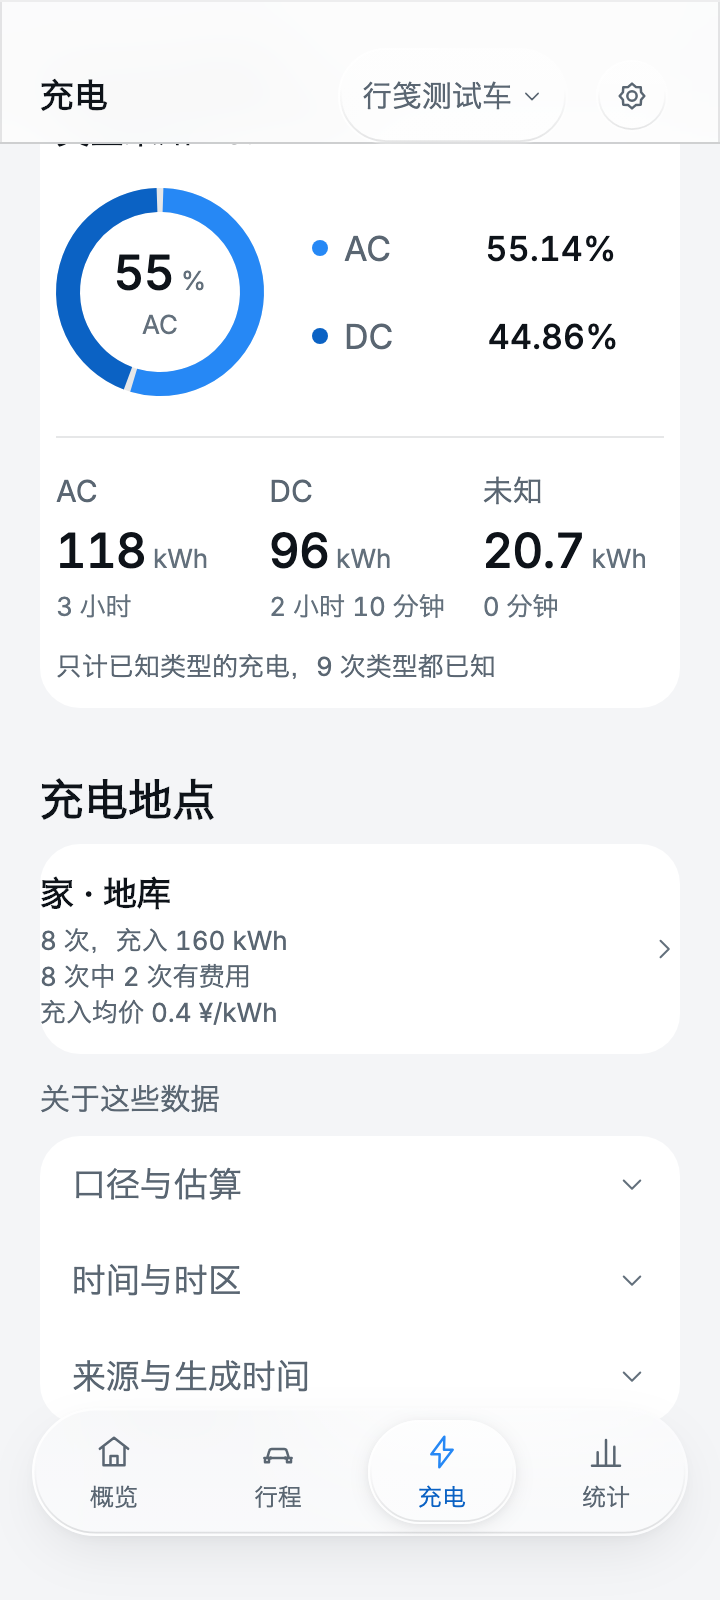 充电
行笺测试车
55 %
AC
AC 55.14%
DC 44.86%
AC DC 未知
118 kWh 96 kWh 20.7 kWh
3 小时 2 小时 10 分钟 0 分钟
只计已知类型的充电，9 次类型都已知
充电地点
家 · 地库
8 次，充入 160 kWh
8 次中 2 次有费用
充入均价 0.4 ¥/kWh
关于这些数据
口径与估算
时间与时区
来源与生成时间
概览 行程 充电 统计